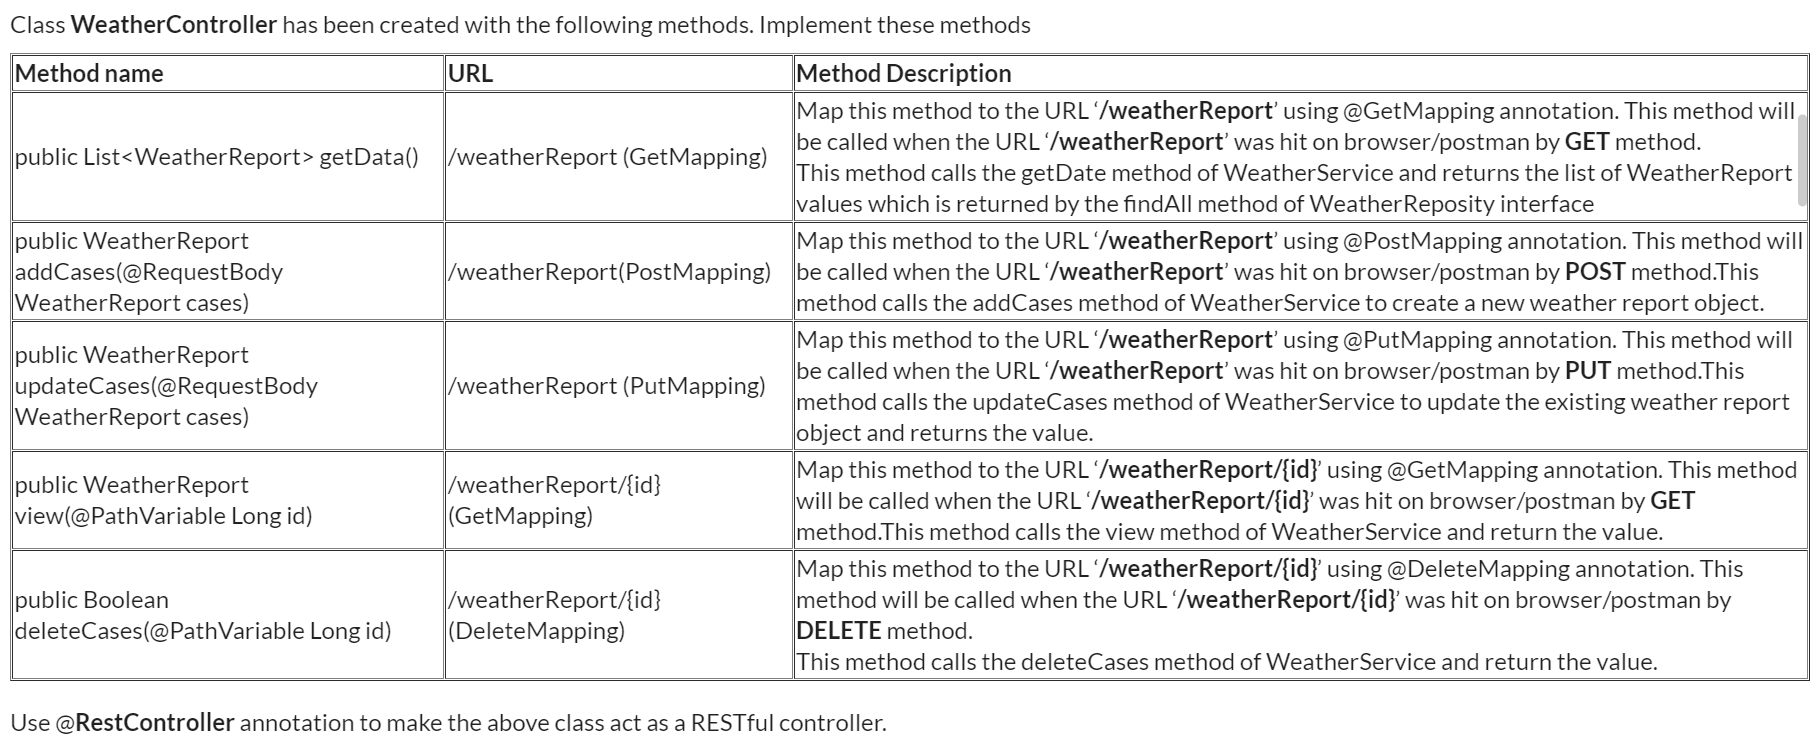 Class WeatherController has been created with the following methods. Implement these methods
Method name
URL
Method Description
public List<WeatherReport> getData()
/weatherReport (GetMapping)
Map this method to the URL ‘/weatherReport’ using @GetMapping annotation. This method will
be called when the URL ‘/weatherReport’ was hit on browser/postman by GET method.
This method calls the getDate method of WeatherService and returns the list of WeatherReport
values which is returned by the findAll method of WeatherReposity interface
public WeatherReport
addCases(@RequestBody
WeatherReport cases)
/weatherReport(PostMapping)
Map this method to the URL ‘/weatherReport’ using @PostMapping annotation. This method will
be called when the URL ‘/weatherReport’ was hit on browser/postman by POST method.This
method calls the addCases method of WeatherService to create a new weather report object.
public WeatherReport
updateCases(@RequestBody
WeatherReport cases)
/weatherReport (PutMapping)
Map this method to the URL ‘/weatherReport’ using @PutMapping annotation. This method will
be called when the URL ‘/weatherReport’ was hit on browser/postman by PUT method.This
method calls the updateCases method of WeatherService to update the existing weather report
object and returns the value.
public WeatherReport
view(@PathVariable Long id)
/weatherReport/{id}
(GetMapping)
Map this method to the URL ‘/weatherReport/{id}’ using @GetMapping annotation. This method
will be called when the URL ‘/weatherReport/{id}’ was hit on browser/postman by GET
method.This method calls the view method of WeatherService and return the value.
public Boolean
deleteCases(@PathVariable Long id)
/weatherReport/{id}
(DeleteMapping)
Map this method to the URL ‘/weatherReport/{id}’ using @DeleteMapping annotation. This
method will be called when the URL ‘/weatherReport/{id}’ was hit on browser/postman by
DELETE method.
This method calls the deleteCases method of WeatherService and return the value.
Use @RestController annotation to make the above class act as a RESTful controller.